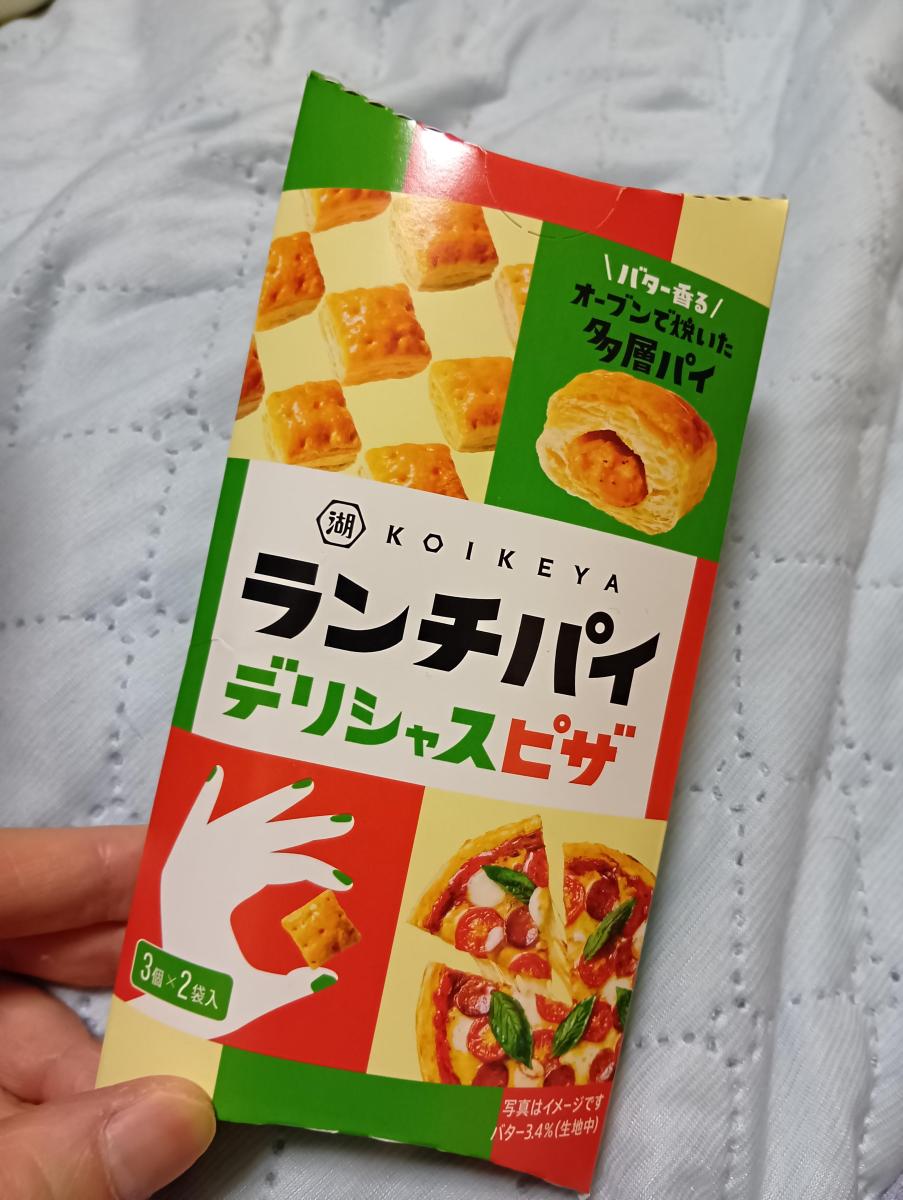 バター香る
オーブンで焼いた
多層パイ
湖 KOIKEYA
ランチパイ
デリシャスピザ
3個×2袋入
写真はイメージです
バター3.4%(生地中)